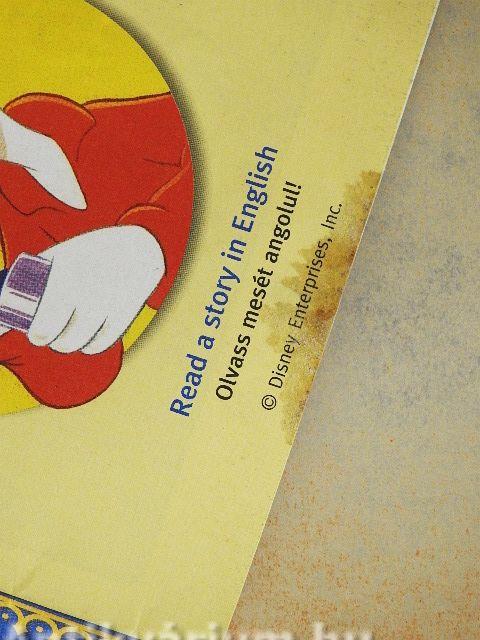 Read a story in English
Olvass mesét angolul!
© Disney Enterprises, Inc.